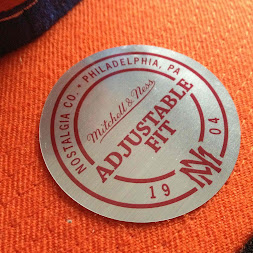 NOSTALGIA CO. • PHILADELPHIA, PA
Mitchell & Ness
ADJUSTABLE
FIT
19 04